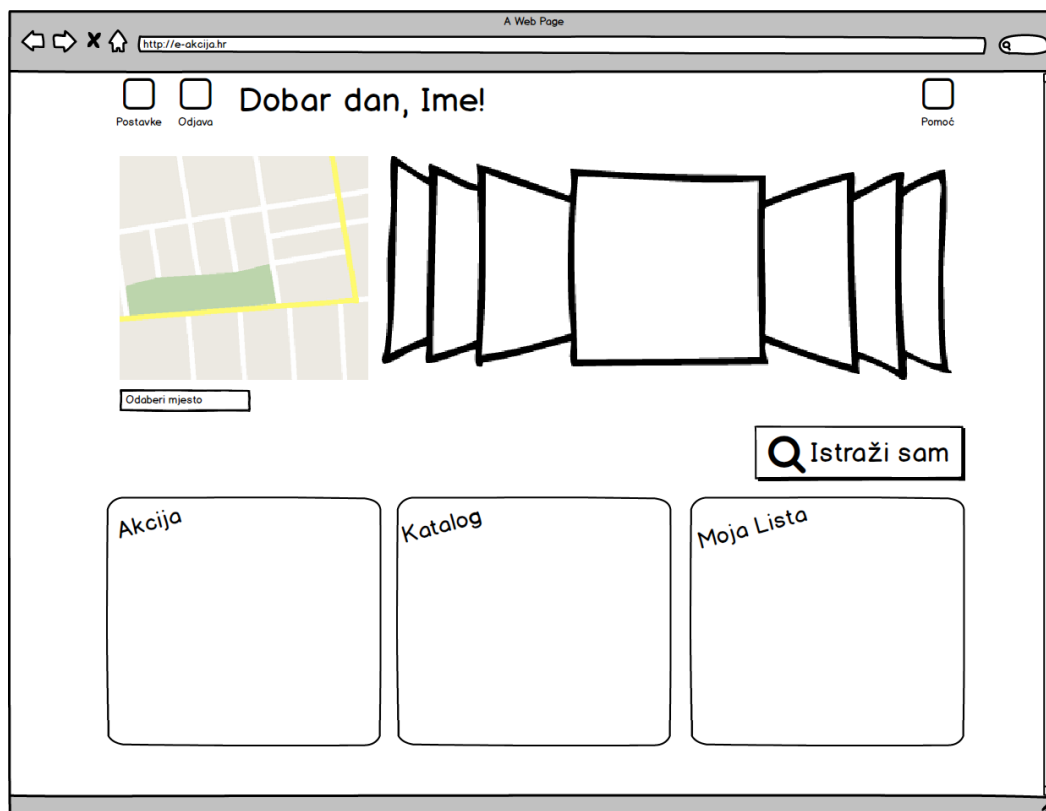 A Web Page
http://e-akcija.hr
Dobar dan, Ime!
Postavke
Odjava
Pomoć
Odaberi mjesto
Istraži sam
Akcija
Katalog
Moja Lista